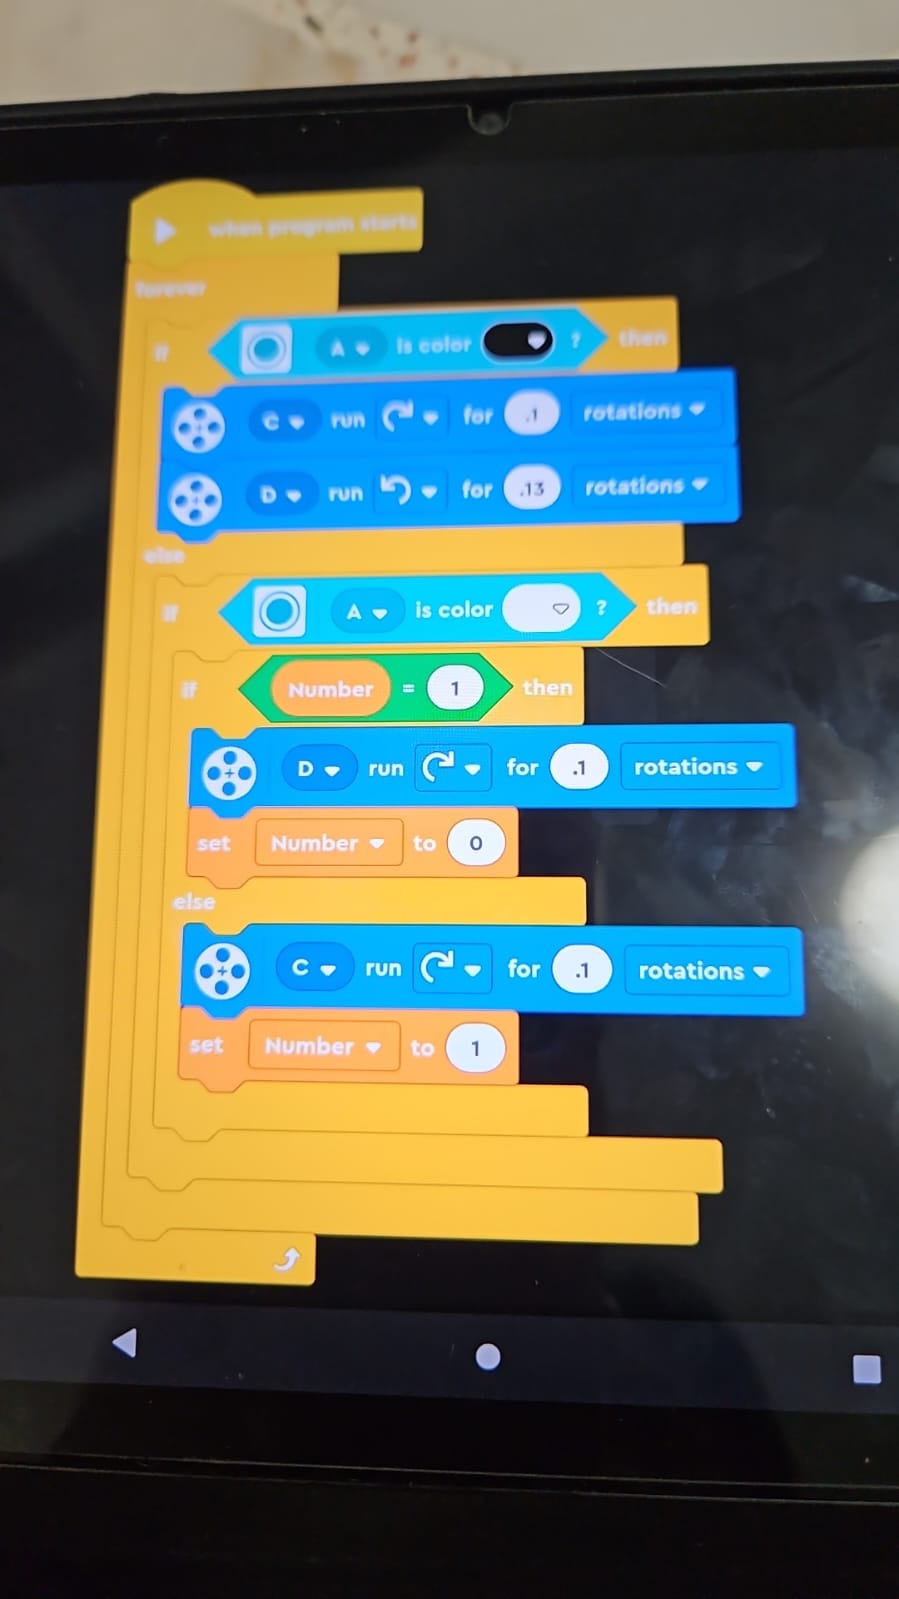 when program starts
forever
if A is color ? then
C run for .1 rotations
D run for .13 rotations
else
if A is color ? then
if Number = 1 then
D run for .1 rotations
set Number to 0
else
C run for .1 rotations
set Number to 1